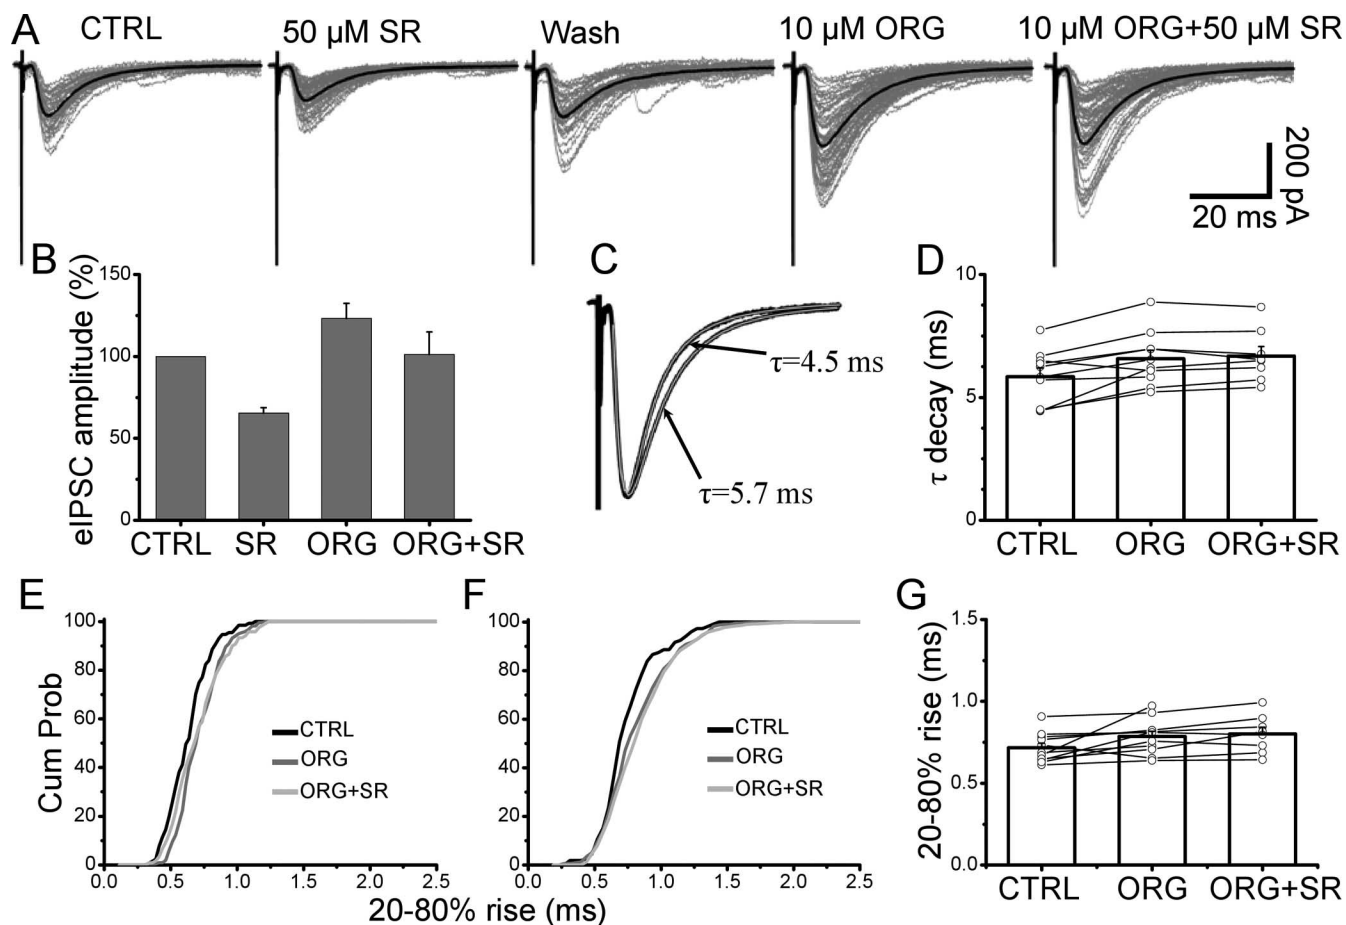 A
CTRL
50 µM SR
Wash
10 µM ORG
10 µM ORG+50 µM SR
200 pA
20 ms
B
eIPSC amplitude (%)
150
100
50
0
CTRL
SR
ORG
ORG+SR
C
τ=4.5 ms
τ=5.7 ms
D
τ decay (ms)
10
5
0
CTRL
ORG
ORG+SR
E
Cum Prob
100
80
60
40
20
0
CTRL
ORG
ORG+SR
0.0 0.5 1.0 1.5 2.0 2.5
F
100
80
60
40
20
0
CTRL
ORG
ORG+SR
0.0 0.5 1.0 1.5 2.0 2.5
20-80% rise (ms)
G
20-80% rise (ms)
1.5
1.0
0.5
0.0
CTRL
ORG
ORG+SR